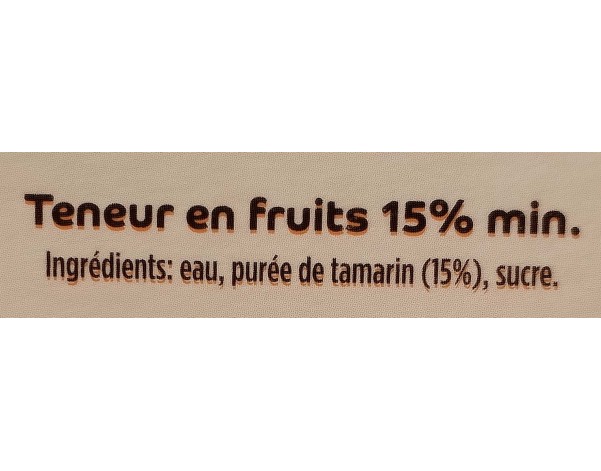 Teneur en fruits 15% min.
Ingrédients: eau, purée de tamarin (15%), sucre.